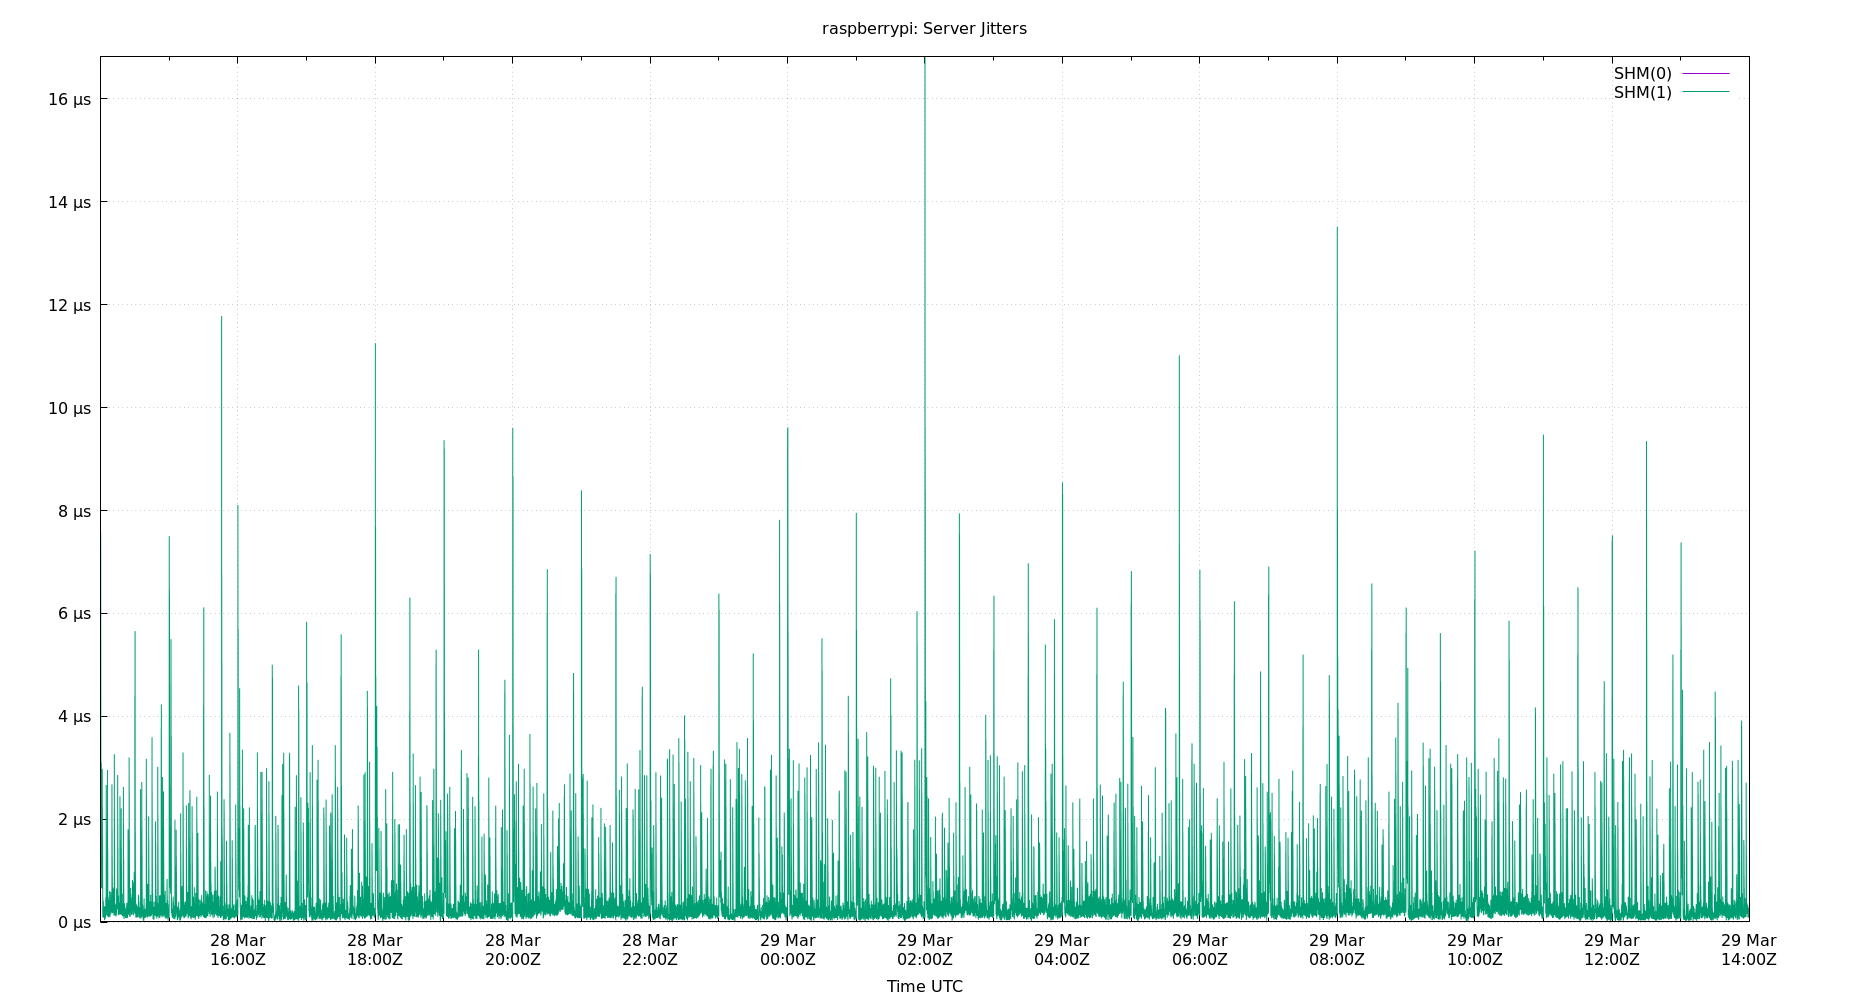 raspberrypi: Server Jitters
SHM(0)
SHM(1)
16 µs
14 µs
12 µs
10 µs
8 µs
6 µs
4 µs
2 µs
0 µs
28 Mar
16:00Z
28 Mar
18:00Z
28 Mar
20:00Z
28 Mar
22:00Z
29 Mar
00:00Z
29 Mar
02:00Z
29 Mar
04:00Z
29 Mar
06:00Z
29 Mar
08:00Z
29 Mar
10:00Z
29 Mar
12:00Z
29 Mar
14:00Z
Time UTC